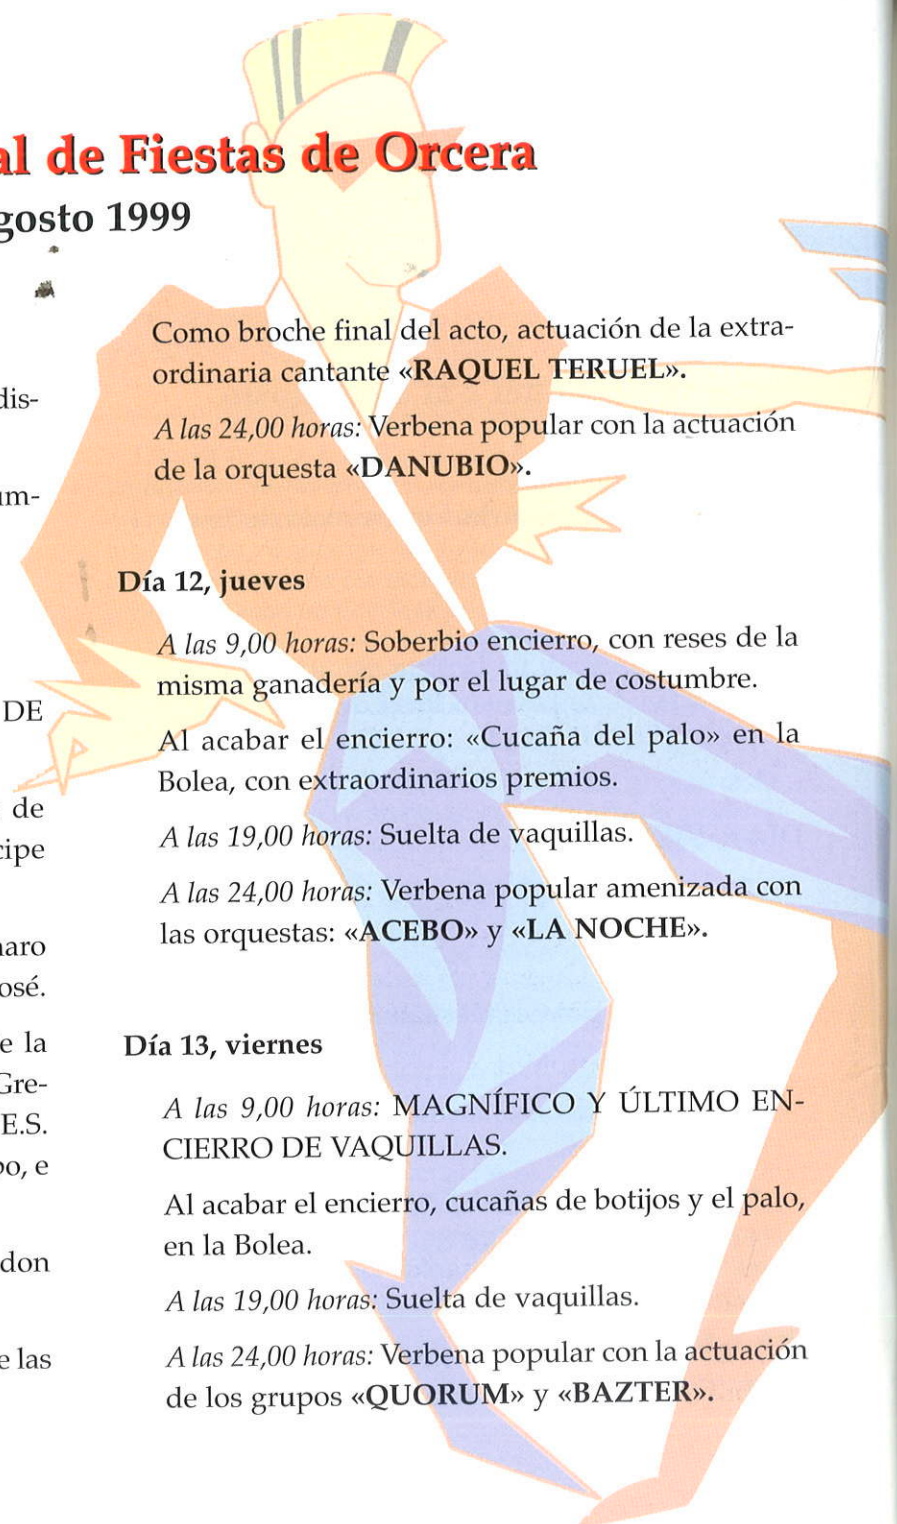 al de Fiestas de Orcera
gosto 1999
dis-
um-
DE
de
cipe
naro
osé.
e la
Gre-
E.S.
po, e
don
e las
Como broche final del acto, actuación de la extra-
ordinaria cantante «RAQUEL TERUEL».
A las 24,00 horas: Verbena popular con la actuación
de la orquesta «DANUBIO».
Día 12, jueves
A las 9,00 horas: Soberbio encierro, con reses de la
misma ganadería y por el lugar de costumbre.
Al acabar el encierro: «Cucaña del palo» en la
Bolea, con extraordinarios premios.
A las 19,00 horas: Suelta de vaquillas.
A las 24,00 horas: Verbena popular amenizada con
las orquestas: «ACEBO» y «LA NOCHE».
Día 13, viernes
A las 9,00 horas: MAGNÍFICO Y ÚLTIMO EN-
CIERRO DE VAQUILLAS.
Al acabar el encierro, cucañas de botijos y el palo,
en la Bolea.
A las 19,00 horas: Suelta de vaquillas.
A las 24,00 horas: Verbena popular con la actuación
de los grupos «QUORUM» y «BAZTER».